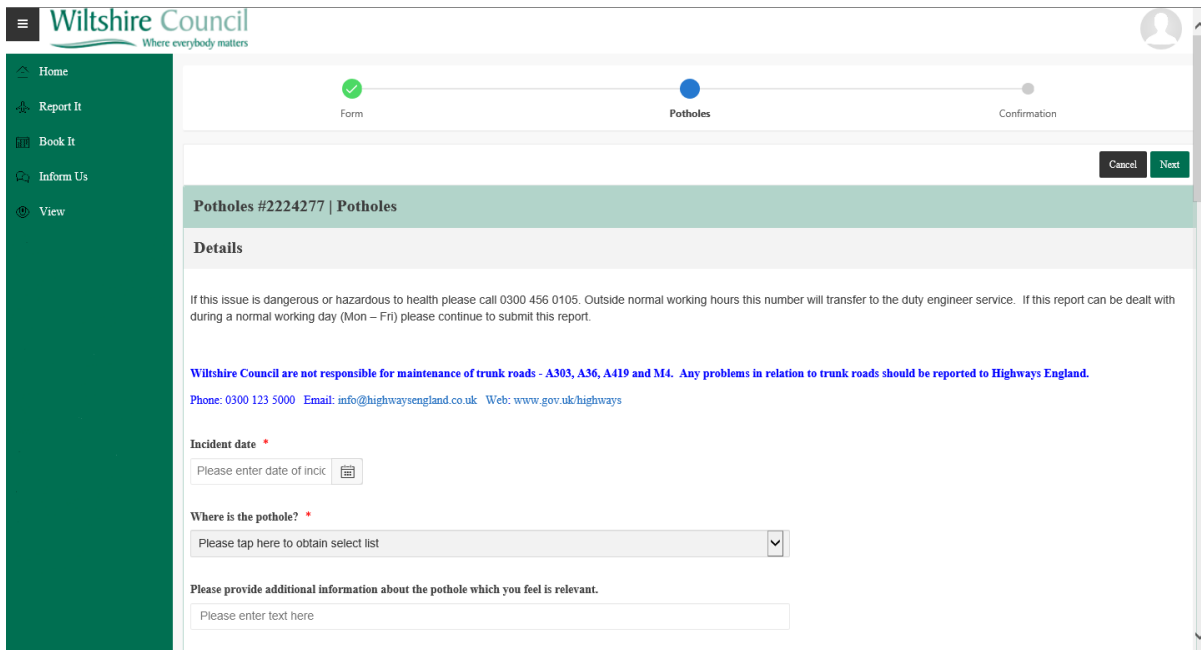 Wiltshire Council
Where everybody matters
Home
Report It
Book It
Inform Us
View
Form
Potholes
Confirmation
Cancel
Next
Potholes #2224277 | Potholes
Details
If this issue is dangerous or hazardous to health please call 0300 456 0105. Outside normal working hours this number will transfer to the duty engineer service.  If this report can be dealt with
during a normal working day (Mon – Fri) please continue to submit this report.
Wiltshire Council are not responsible for maintenance of trunk roads - A303, A36, A419 and M4.  Any problems in relation to trunk roads should be reported to Highways England.
Phone: 0300 123 5000   Email: info@highwaysengland.co.uk   Web: www.gov.uk/highways
Incident date *
Please enter date of incic
Where is the pothole? *
Please tap here to obtain select list
Please provide additional information about the pothole which you feel is relevant.
Please enter text here